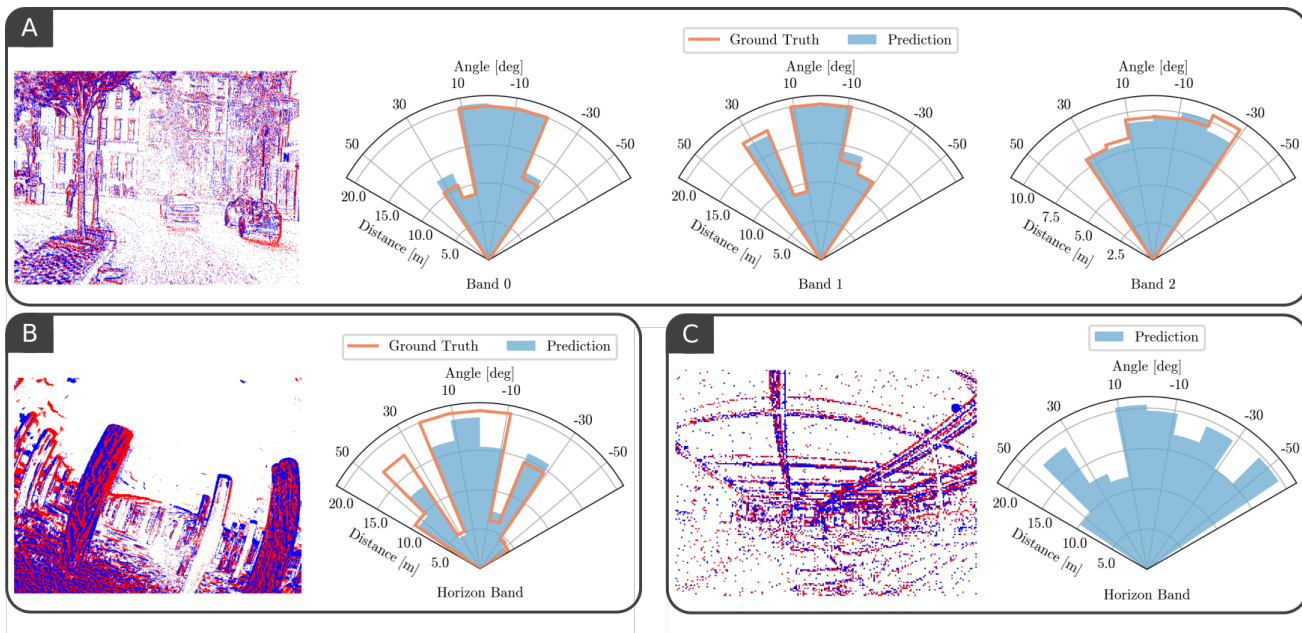 A
Ground Truth
Prediction
Angle [deg]
10
-10
30
-30
50
-50
20.0
15.0
10.0
5.0
Distance [m]
Band 0
Angle [deg]
10
-10
30
-30
50
-50
20.0
15.0
10.0
5.0
Distance [m]
Band 1
Angle [deg]
10
-10
30
-30
50
-50
10.0
7.5
5.0
2.5
Distance [m]
Band 2
B
Ground Truth
Prediction
Angle [deg]
10
-10
30
-30
50
-50
20.0
15.0
10.0
5.0
Distance [m]
Horizon Band
C
Prediction
Angle [deg]
10
-10
30
-30
50
-50
20.0
15.0
10.0
5.0
Distance [m]
Horizon Band